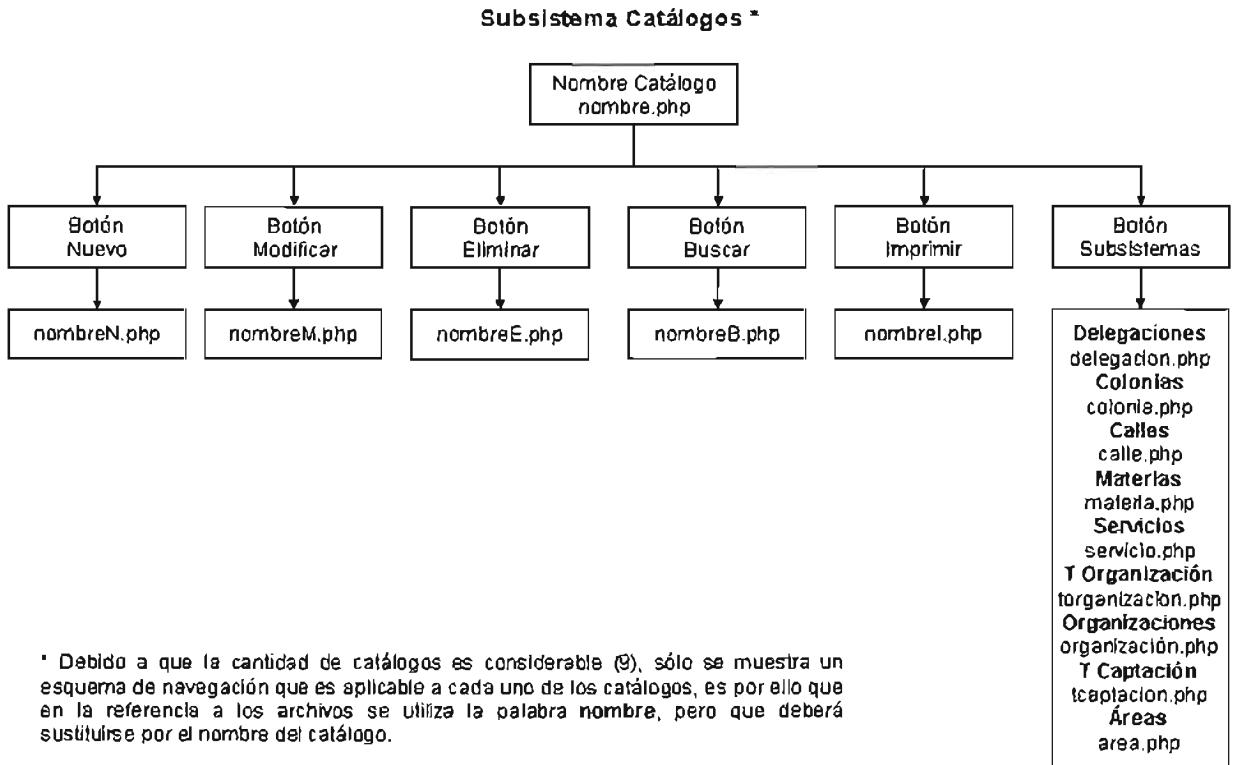 Subsistema Catálogos *
Nombre Catálogo
nombre.php
Botón
Nuevo
Botón
Modificar
Botón
Eliminar
Botón
Buscar
Botón
Imprimir
Botón
Subsistemas
nombreN.php
nombreM.php
nombreE.php
nombreB.php
nombreI.php
Delegaciones
delegacion.php
Colonias
colonia.php
Calles
calle.php
Materias
materia.php
Servicios
servicio.php
T Organización
torganizacion.php
Organizaciones
organización.php
T Captación
tcaptacion.php
Áreas
area.php
* Debido a que la cantidad de catálogos es considerable (9), sólo se muestra un
esquema de navegación que es aplicable a cada uno de los catálogos, es por ello que
en la referencia a los archivos se utiliza la palabra nombre, pero que deberá
sustituirse por el nombre del catálogo.